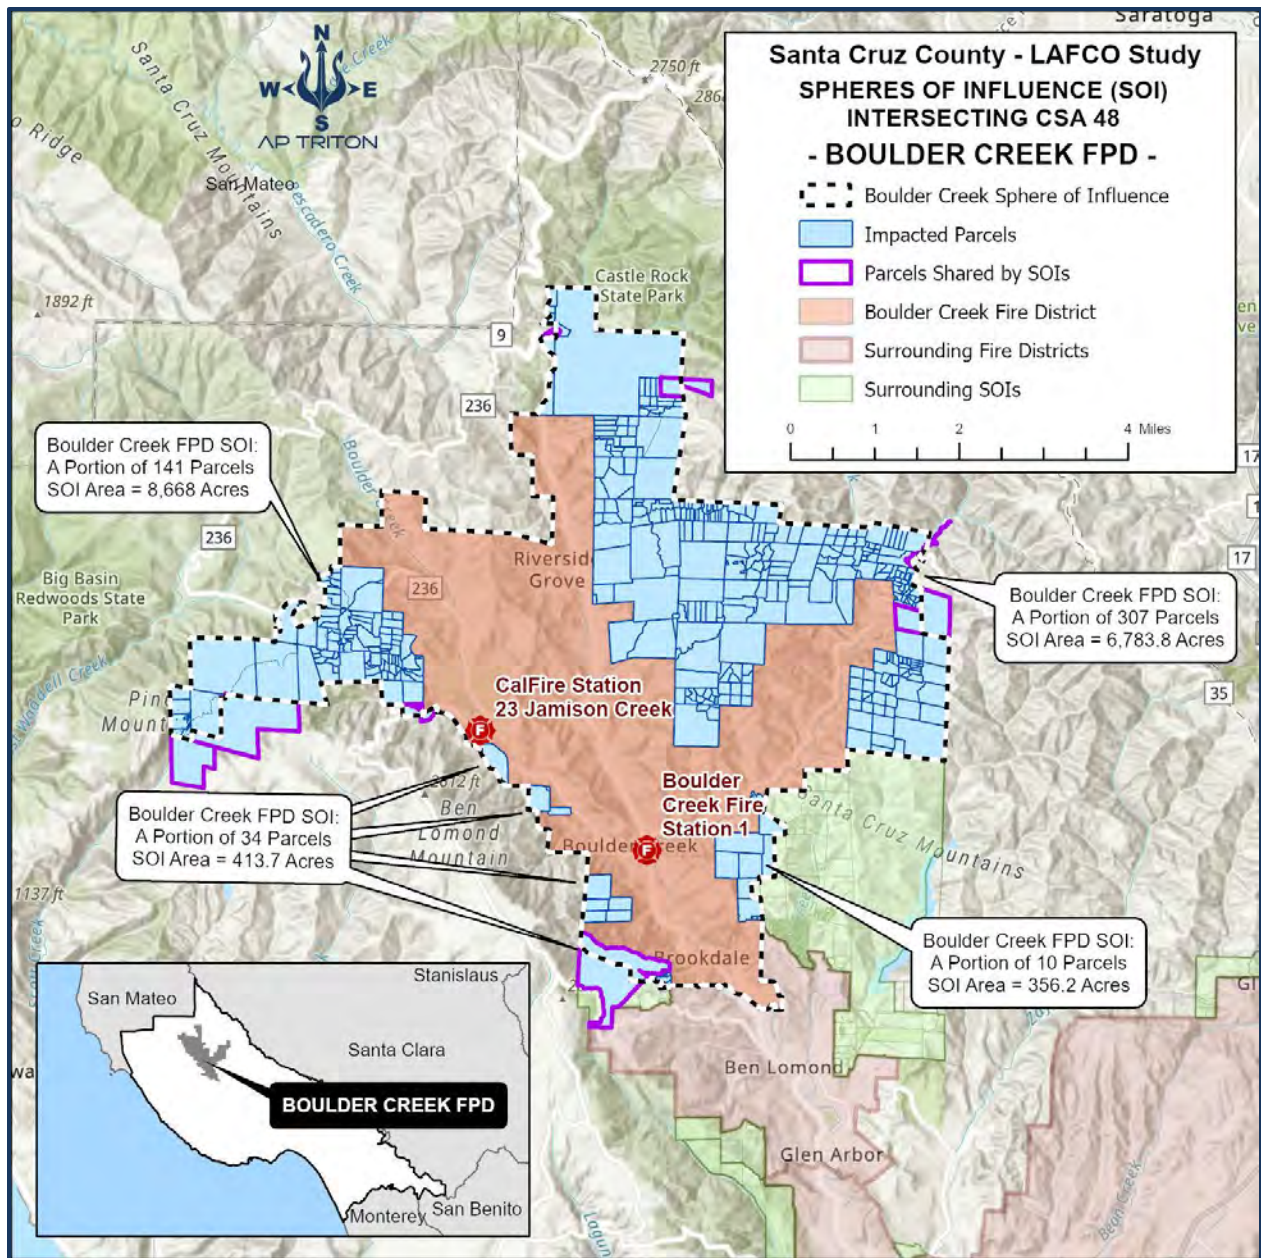 Saratoga
Santa Cruz County - LAFCO Study
SPHERES OF INFLUENCE (SOI)
INTERSECTING CSA 48
- BOULDER CREEK FPD -
Boulder Creek Sphere of Influence
Impacted Parcels
Parcels Shared by SOIs
Boulder Creek Fire District
Surrounding Fire Districts
Surrounding SOIs
0 1 2 4 Miles
N
W E
S
AP TRITON
Santa Cruz Mountains
o Ridge
San Mateo
Pescadero Creek
2750 ft
1892 ft
Castle Rock
State Park
9
236
Boulder Creek FPD SOI:
A Portion of 141 Parcels
SOI Area = 8,668 Acres
Boulder Creek
236
Big Basin
Redwoods State
Park
Riverside
Grove
236
17
17
Boulder Creek FPD SOI:
A Portion of 307 Parcels
SOI Area = 6,783.8 Acres
35
Waddell Creek
CalFire Station
23 Jamison Creek
F
Boulder
Creek Fire
Station 1
F
Boulder Creek
Boulder Creek FPD SOI:
A Portion of 34 Parcels
SOI Area = 413.7 Acres
Ben
Lomond
Mountain
Santa Cruz Mountains
1137 ft
Brookdale
Boulder Creek FPD SOI:
A Portion of 10 Parcels
SOI Area = 356.2 Acres
Ben Lomond
Glen Arbor
Bean Creek
San Mateo
Stanislaus
Santa Clara
BOULDER CREEK FPD
Monterey
San Benito